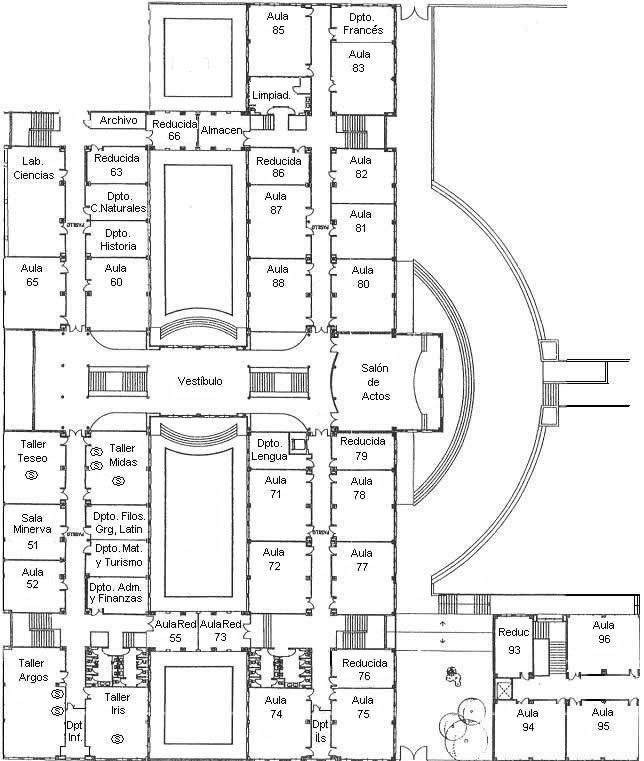 Aula
85
Dpto.
Francés
Aula
83
Limpiad.
Archivo
Reducida
66
Almacen
Lab.
Ciencias
Reducida
63
Reducida
86
Aula
82
Dpto.
C.Naturales
Aula
87
Aula
81
PASILLO
PASILLO
Dpto.
Historia
Aula
65
Aula
60
Aula
88
Aula
80
Vestíbulo
Salón
de
Actos
Taller
Teseo
S
Taller
Midas
S
S
S
Dpto.
Lengua
Reducida
79
Aula
71
Aula
78
Sala
Minerva
51
Dpto. Filos.
Grg, Latin
PASILLO
PASILLO
Dpto. Mat.
y Turismo
Aula
52
Aula
72
Aula
77
Dpto. Adm.
y Finanzas
AulaRed
55
AulaRed
73
Reduc
93
Aula
96
Taller
Argos
S
S
Reducida
76
Taller
Iris
S
Dpt
Inf.
Aula
74
Dpt
Ils
Aula
75
Aula
94
Aula
95